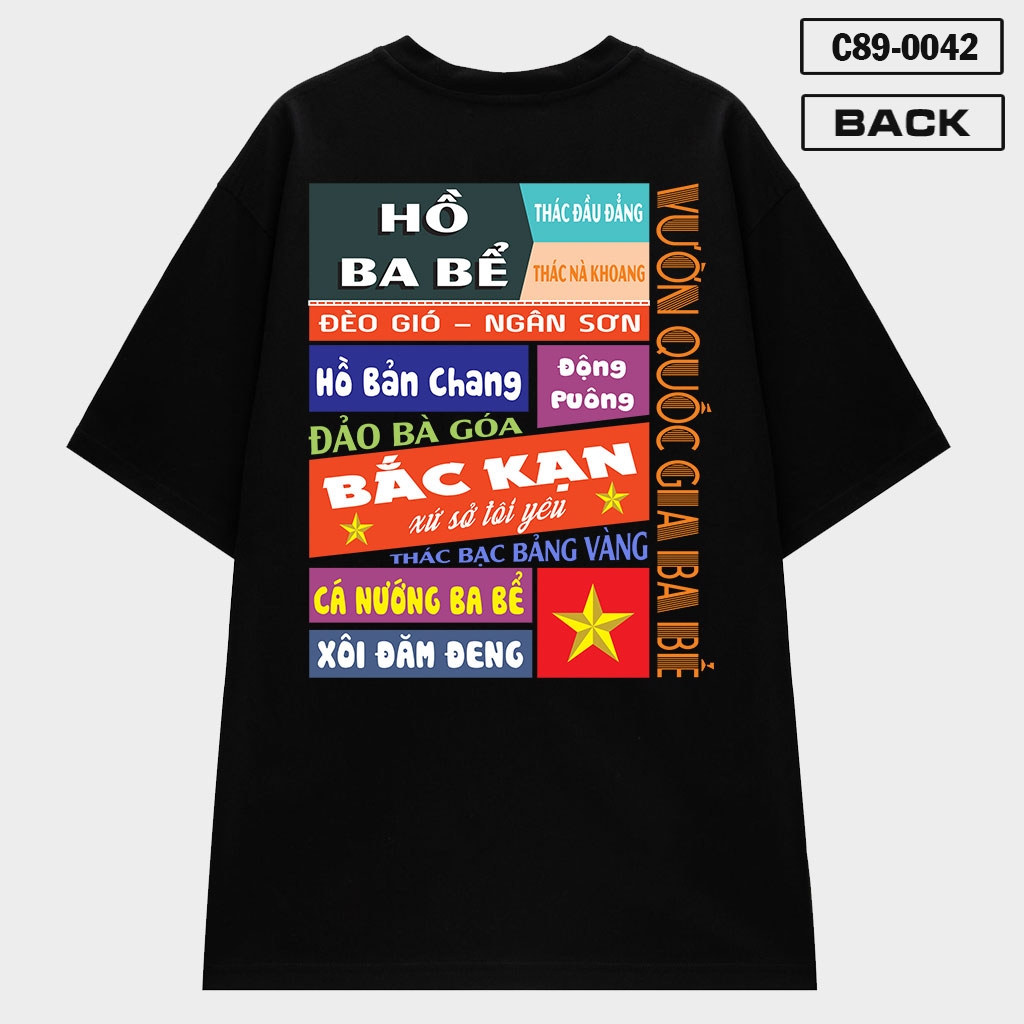 C89-0042
BACK
HỒ
BA BỂ
THÁC ĐẦU ĐẲNG
THÁC NÀ KHOANG
ĐÈO GIÓ – NGÂN SƠN
Hồ Bản Chang
Động
Puông
ĐẢO BÀ GÓA
BẮC KẠN
xứ sở tôi yêu
THÁC BẠC BẢNG VÀNG
CÁ NƯỚNG BA BỂ
XÔI ĐĂM ĐENG
VƯỜN QUỐC GIA BA BỂ